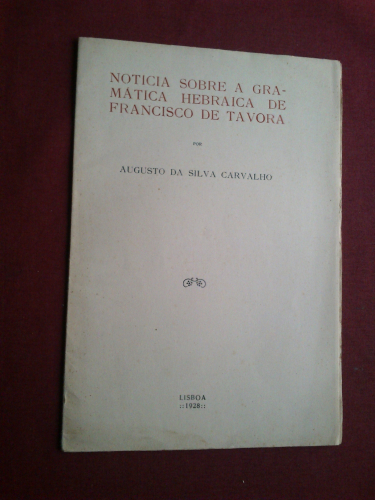 NOTICIA SOBRE A GRA-
MÁTICA HEBRAICA DE
FRANCISCO DE TAVORA
POR
AUGUSTO DA SILVA CARVALHO
LISBOA
::1928::